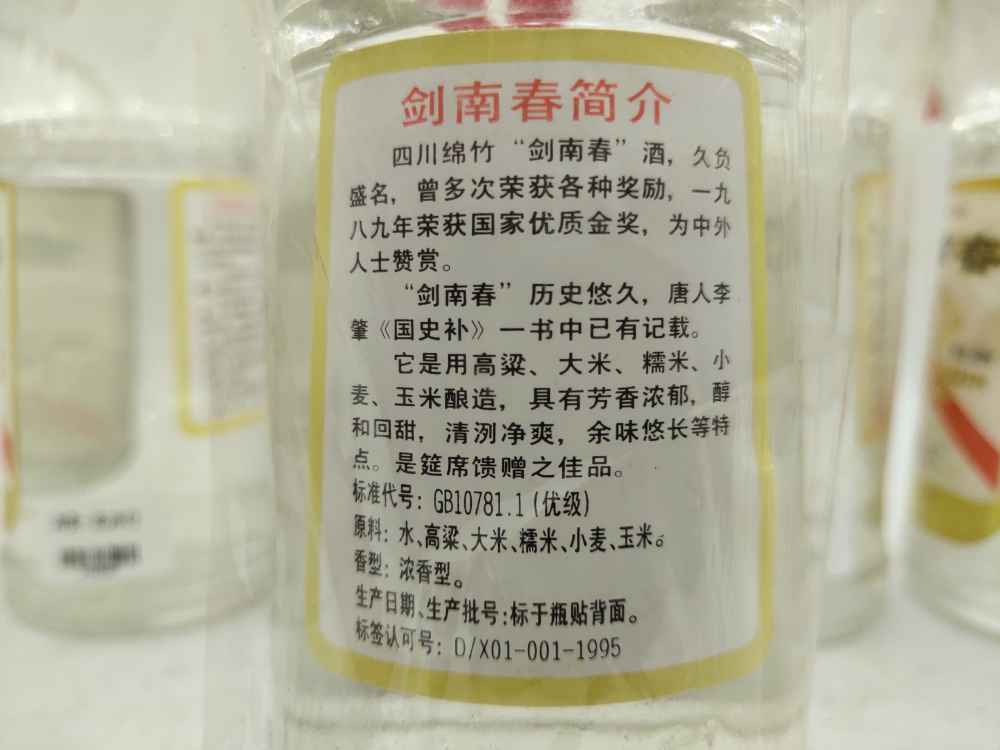 剑南春简介
四川绵竹“剑南春”酒，久负
盛名，曾多次荣获各种奖励，一九
八九年荣获国家优质金奖，为中外
人士赞赏。
“剑南春”历史悠久，唐人李
肇《国史补》一书中已有记载。
它是用高粱、大米、糯米、小
麦、玉米酿造，具有芳香浓郁，醇
和回甜，清洌净爽，余味悠长等特
点。是筵席馈赠之佳品。
标准代号：GB10781.1(优级)
原料：水、高粱、大米、糯米、小麦、玉米。
香型：浓香型。
生产日期、生产批号：标于瓶贴背面。
标签认可号：D/X01-001-1995
春